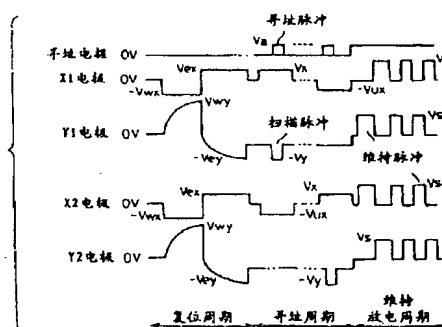 寻址脉冲
Va
寻址电极 0V
Vex Vx V
X1电极 0V
-Vwx -Vux
Vwy 扫描脉冲 Vs
Y1电极 0V
-Vey -Vy 维持脉冲
Vex Vx Vs
X2电极 0V
-Vwx -Vux
Vwy Vs
Y2电极 0V
-Vey -Vy
复位周期 寻址周期 维持放电周期